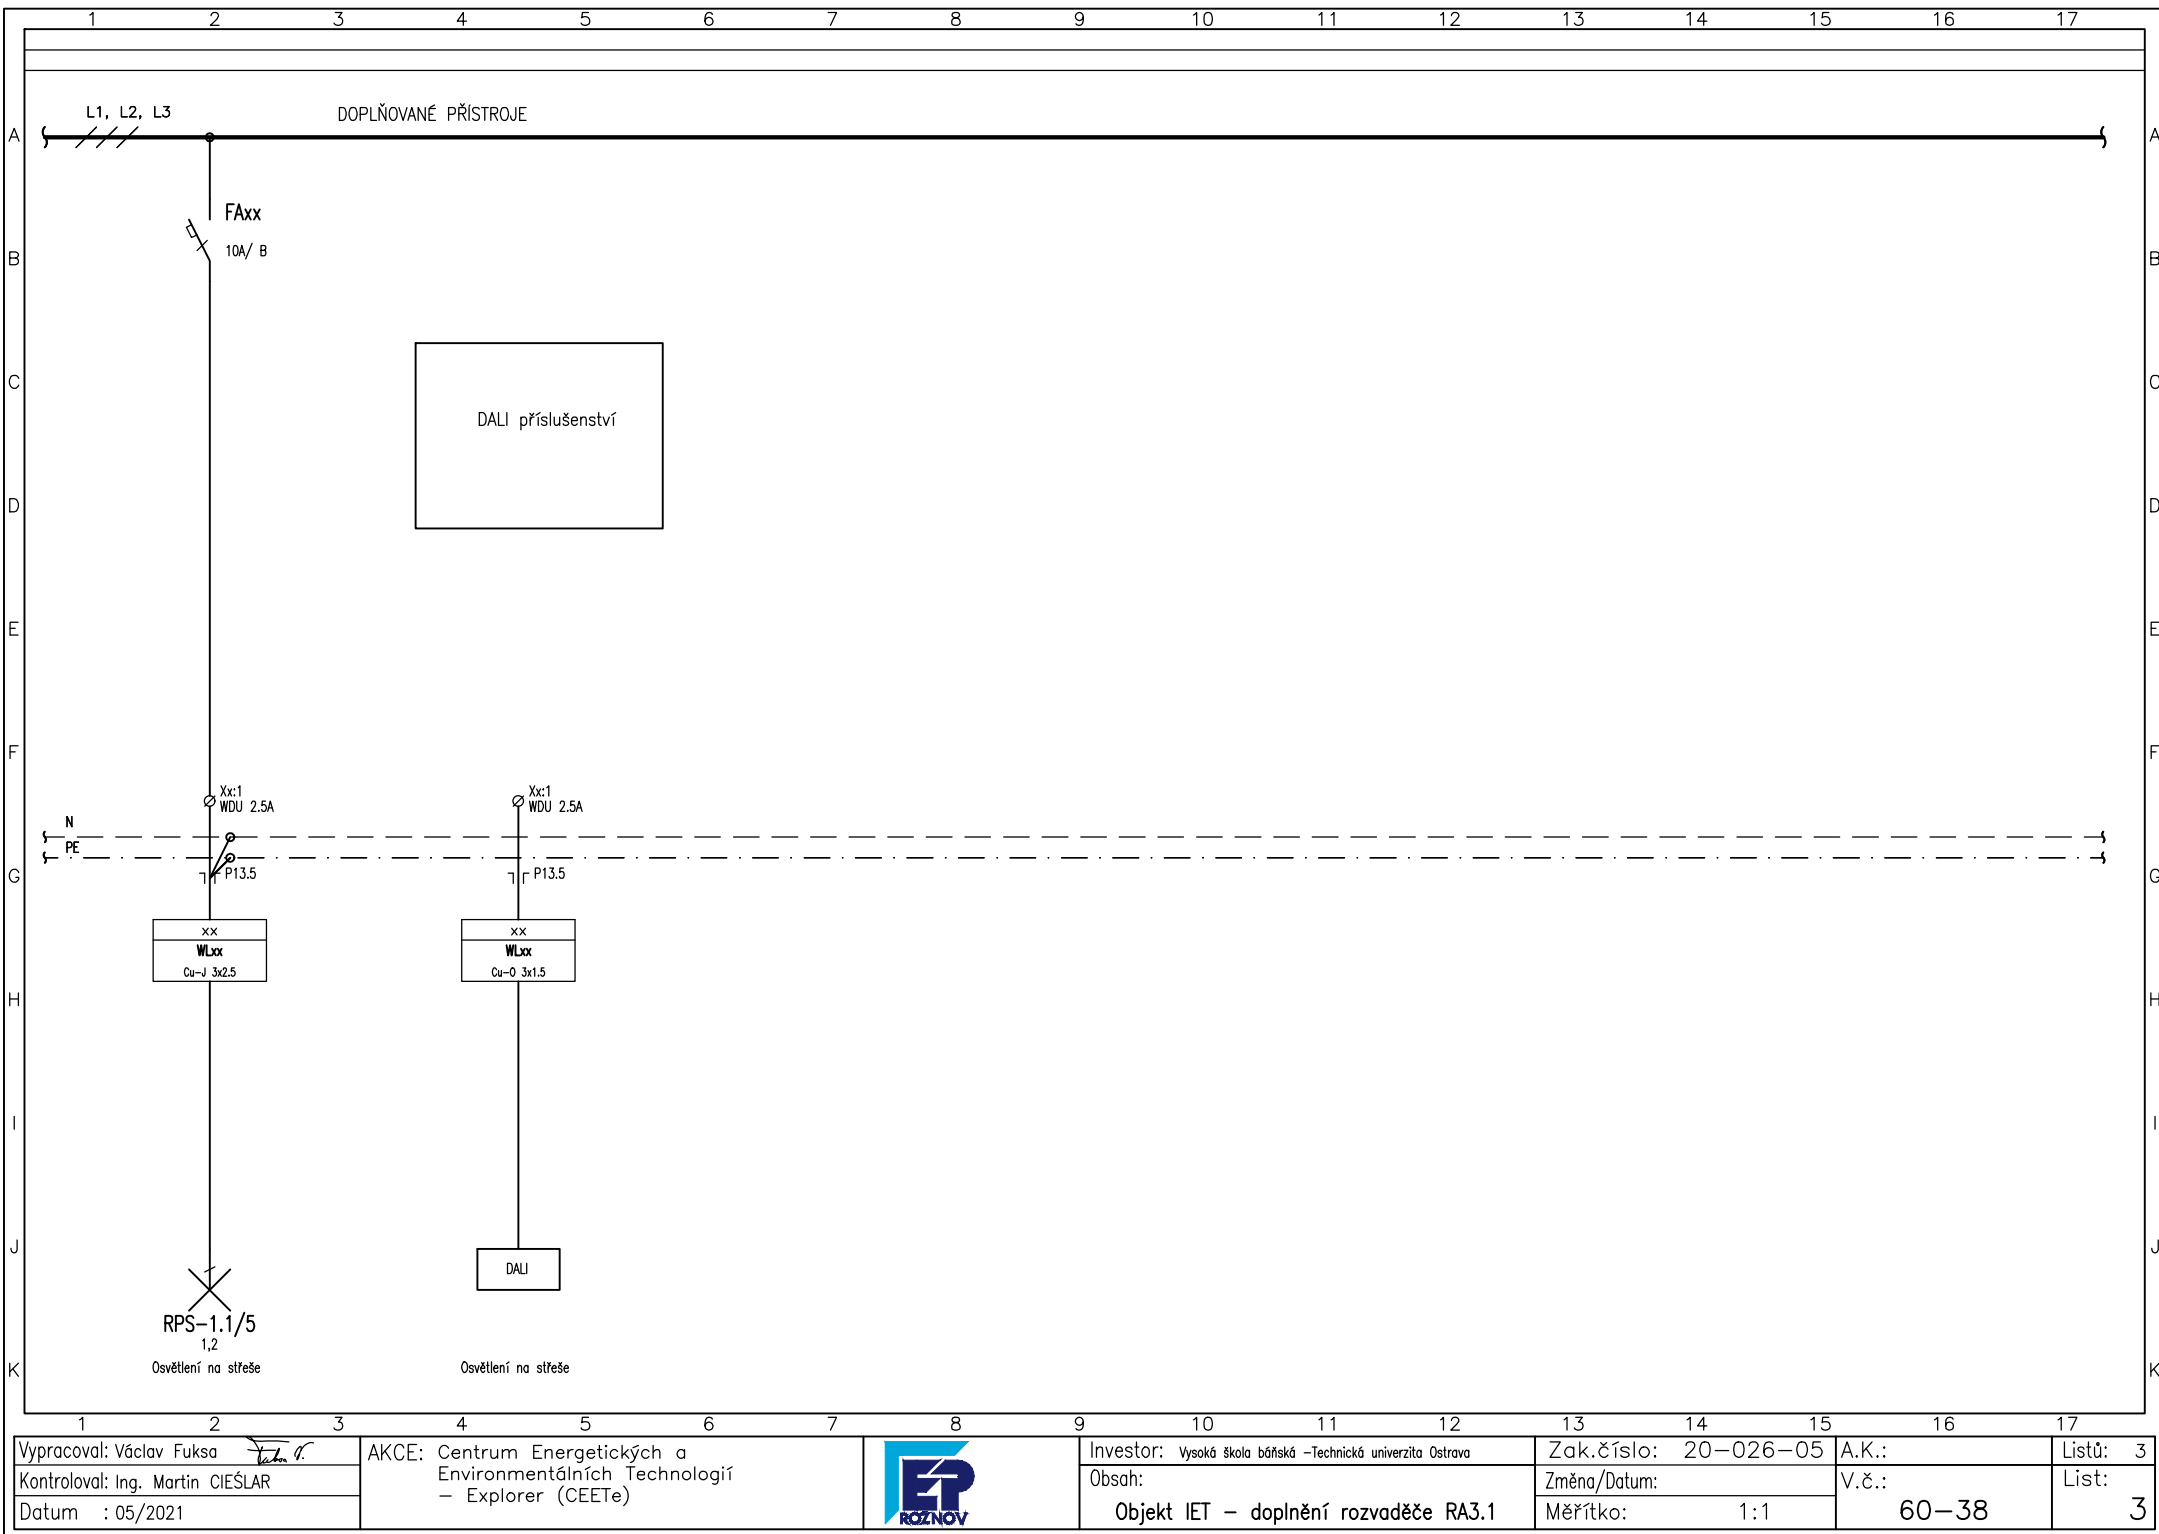 1 2 3 4 5 6 7 8 9 10 11 12 13 14 15 16 17
L1, L2, L3
DOPLŇOVANÉ PŘÍSTROJE
A A
FAxx
10A/ B
B B
C C
DALI příslušenství
D D
E E
F F
Xx:1
WDU 2.5A
Xx:1
WDU 2.5A
N
PE
G G
P13.5
P13.5
xx
WLxx
Cu-J 3x2.5
xx
WLxx
Cu-O 3x1.5
H H
I I
J J
DALI
RPS-1.1/5
1,2
Osvětlení na střeše
Osvětlení na střeše
K K
1 2 3 4 5 6 7 8 9 10 11 12 13 14 15 16 17
Vypracoval: Václav Fuksa
Kontroloval: Ing. Martin CIEŚLAR
Datum : 05/2021
AKCE: Centrum Energetických a
Environmentálních Technologií
– Explorer (CEETe)
EP
ROŽNOV
Investor: Vysoká škola báňská –Technická univerzita Ostrava
Obsah:
Objekt IET – doplnění rozvaděče RA3.1
Zak.číslo: 20-026-05
Změna/Datum:
Měřítko: 1:1
A.K.:
V.č.:
60-38
Listů: 3
List:
3